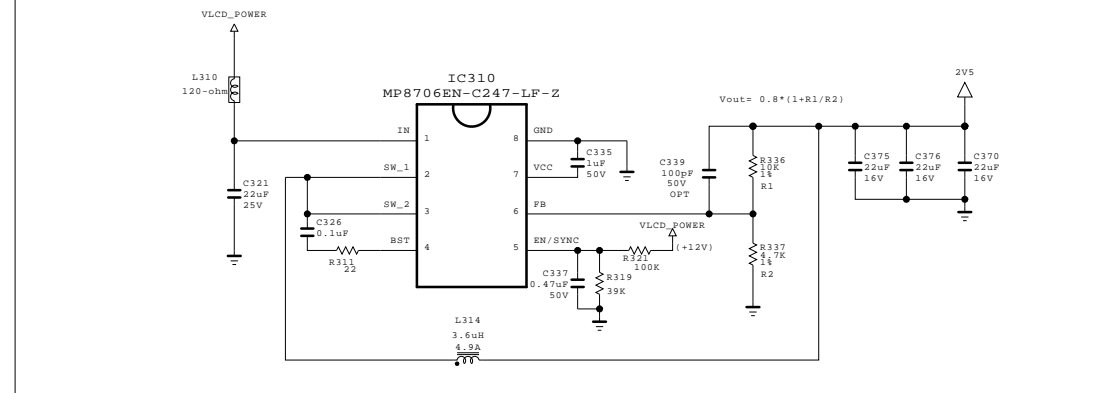 VLCD_POWER
L310
120-ohm
IC310
MP8706EN-C247-LF-Z
IN
1
SW_1
2
SW_2
3
BST
4
8
GND
7
VCC
6
FB
5
EN/SYNC
C321
22uF
25V
C326
0.1uF
R311
22
C335
1uF
50V
VLCD_POWER
(+12V)
R321
100K
C337
0.47uF
50V
R319
39K
L314
3.6uH
4.9A
Vout= 0.8*(1+R1/R2)
2V5
C339
100pF
50V
OPT
R336
10K
1%
R1
R337
4.7K
1%
R2
C375
22uF
16V
C376
22uF
16V
C370
22uF
16V